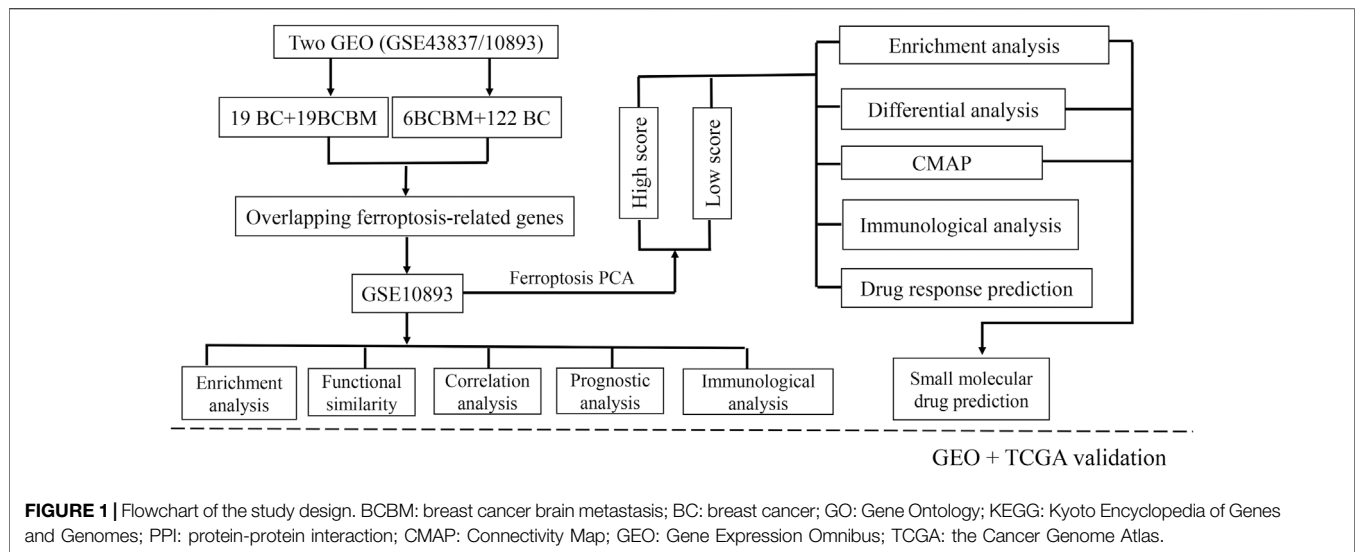 Two GEO (GSE43837/10893)
19 BC+19BCBM
6BCBM+122 BC
Overlapping ferroptosis-related genes
GSE10893
Ferroptosis PCA
High score
Low score
Enrichment analysis
Differential analysis
CMAP
Immunological analysis
Drug response prediction
Enrichment
analysis
Functional
similarity
Correlation
analysis
Prognostic
analysis
Immunological
analysis
Small molecular
drug prediction
GEO + TCGA validation
FIGURE 1 | Flowchart of the study design. BCBM: breast cancer brain metastasis; BC: breast cancer; GO: Gene Ontology; KEGG: Kyoto Encyclopedia of Genes
and Genomes; PPI: protein-protein interaction; CMAP: Connectivity Map; GEO: Gene Expression Omnibus; TCGA: the Cancer Genome Atlas.